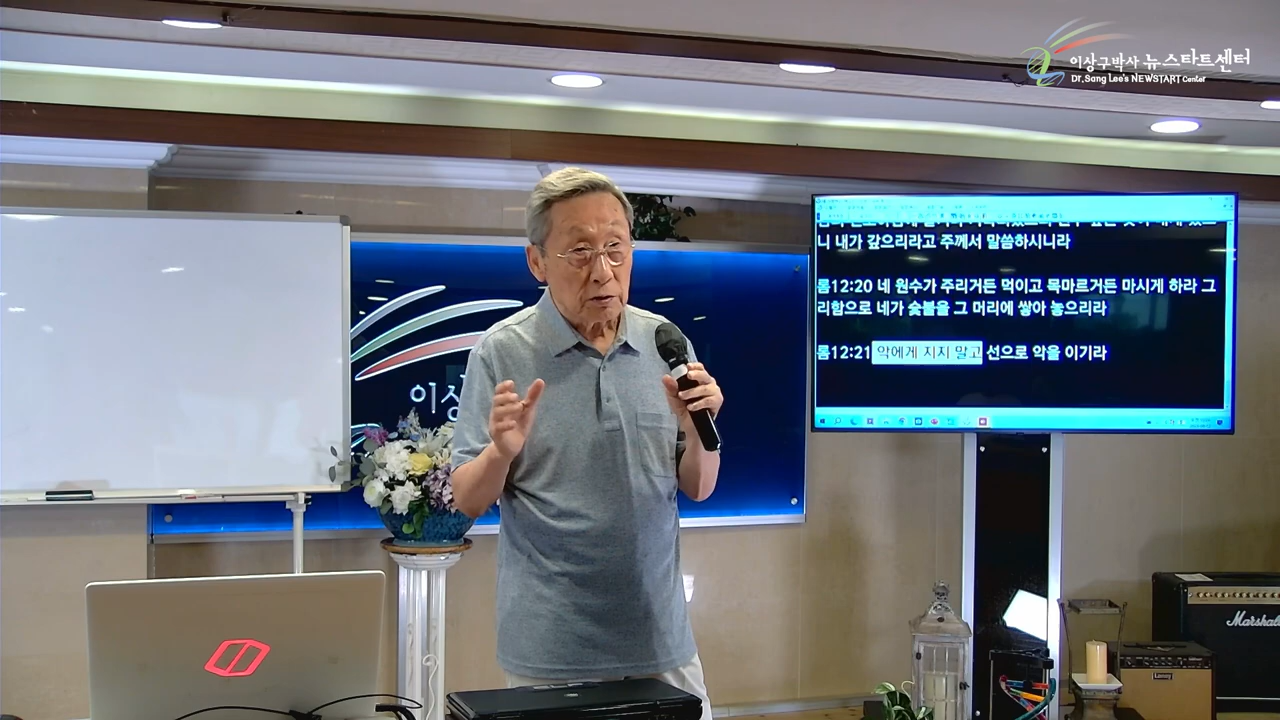 이상구박사 뉴스타트센터
Dr. Sang Lee's NEWSTART Center
니 내가 갚으리라고 주께서 말씀하시니라
롬12:20 네 원수가 주리거든 먹이고 목마르거든 마시게 하라 그
리함으로 네가 숯불을 그 머리에 쌓아 놓으리라
롬12:21 악에게 지지 말고 선으로 악을 이기라
이상
Marshall
Laney